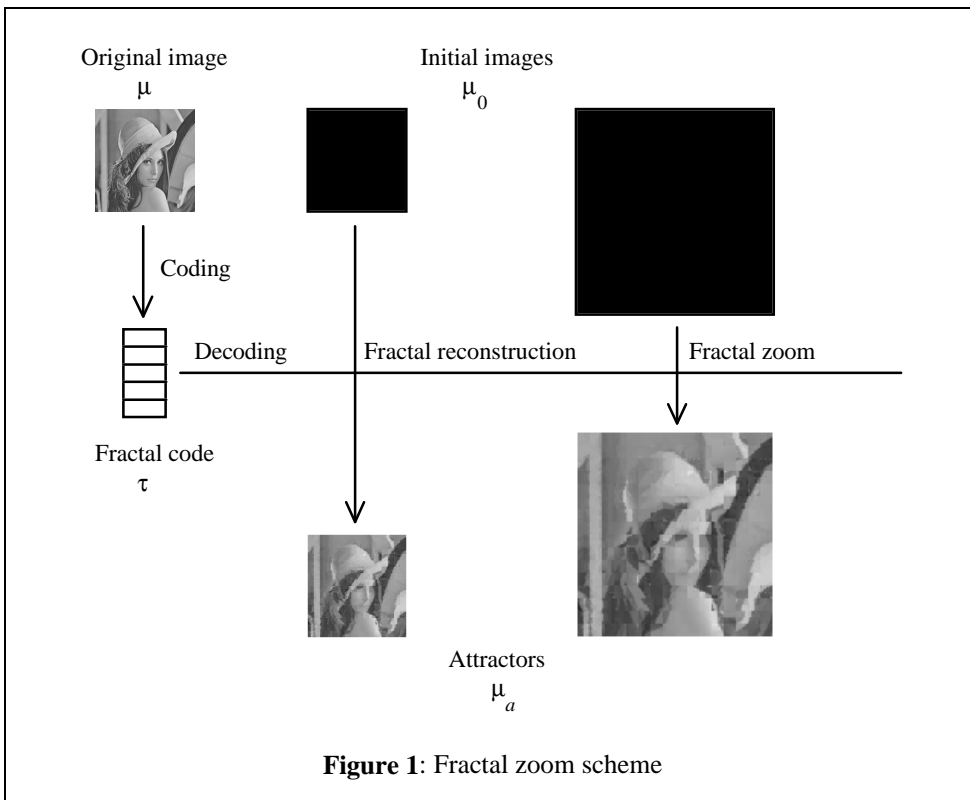 Original image
μ
Initial images
μ0
Coding
Decoding
Fractal reconstruction
Fractal zoom
Fractal code
τ
Attractors
μa
Figure 1: Fractal zoom scheme